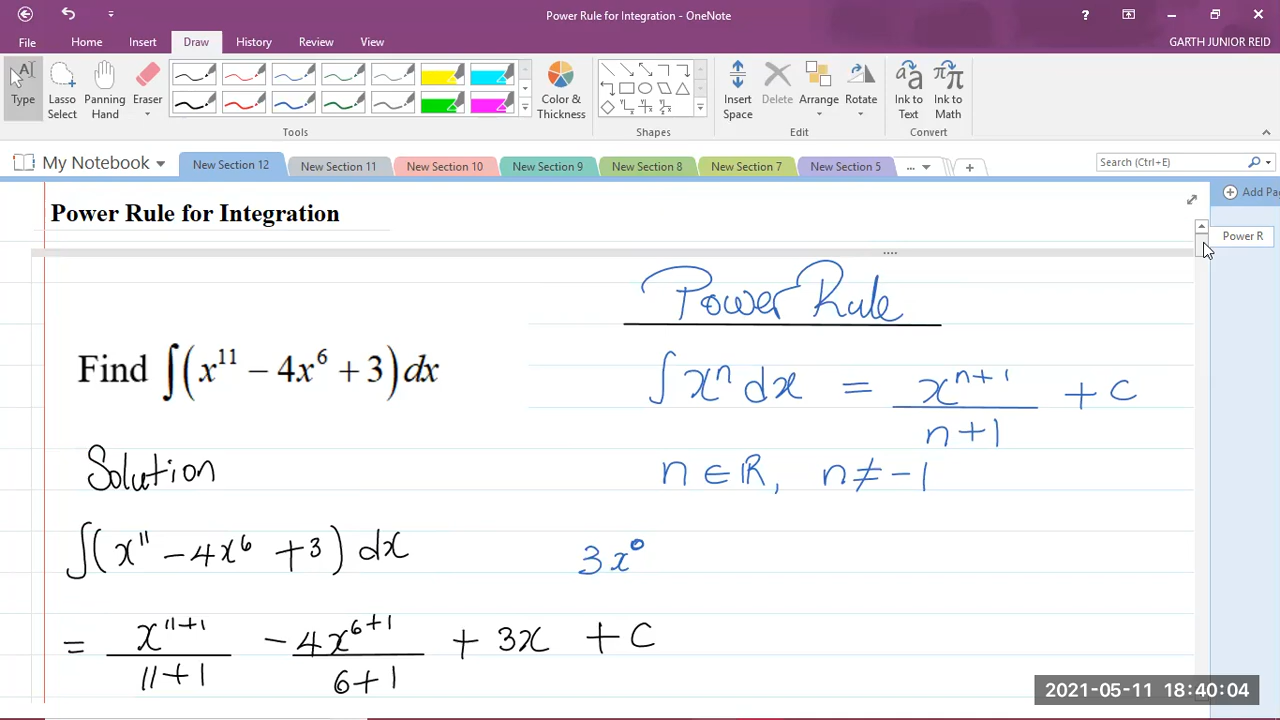 Power Rule for Integration - OneNote
GARTH JUNIOR REID
File Home Insert Draw History Review View
Type
Lasso Select
Panning Hand
Eraser
Color & Thickness
Insert Space
Delete
Arrange
Rotate
Ink to Text
Ink to Math
Tools
Shapes
Edit
Convert
My Notebook
New Section 12 New Section 11 New Section 10 New Section 9 New Section 8 New Section 7 New Section 5 ...
Search (Ctrl+E)
Power Rule for Integration
Add Pa
Power R
Power Rule
Find ∫(x¹¹ − 4x⁶ + 3)dx
∫xⁿ dx = xⁿ⁺¹/(n+1) + C
n ∈ ℝ, n ≠ −1
Solution
∫(x¹¹ − 4x⁶ + 3) dx
3x⁰
= x¹¹⁺¹/(11+1) − 4x⁶⁺¹/(6+1) + 3x + C
2021-05-11 18:40:04